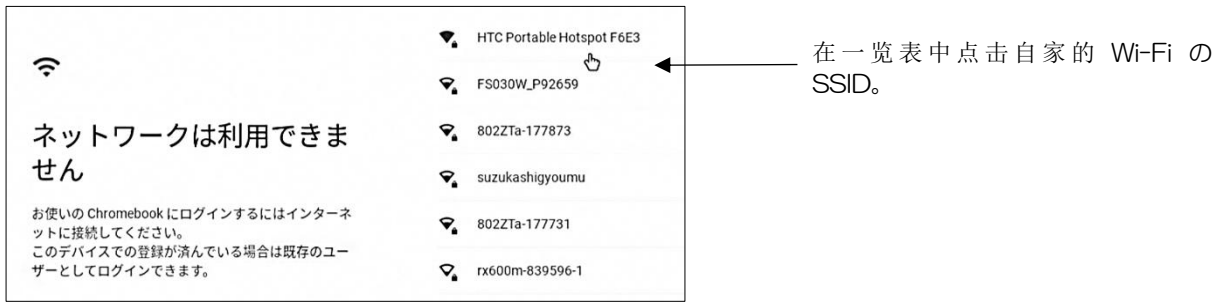 ネットワークは利用できま
せん
お使いの Chromebook にログインするにはインターネ
ットに接続してください。
このデバイスでの登録が済んでいる場合は既存のユー
ザーとしてログインできます。
HTC Portable Hotspot F6E3
FS030W_P92659
802ZTa-177873
suzukashigyoumu
802ZTa-177731
rx600m-839596-1
在一览表中点击自家的 Wi-Fi の
SSID。